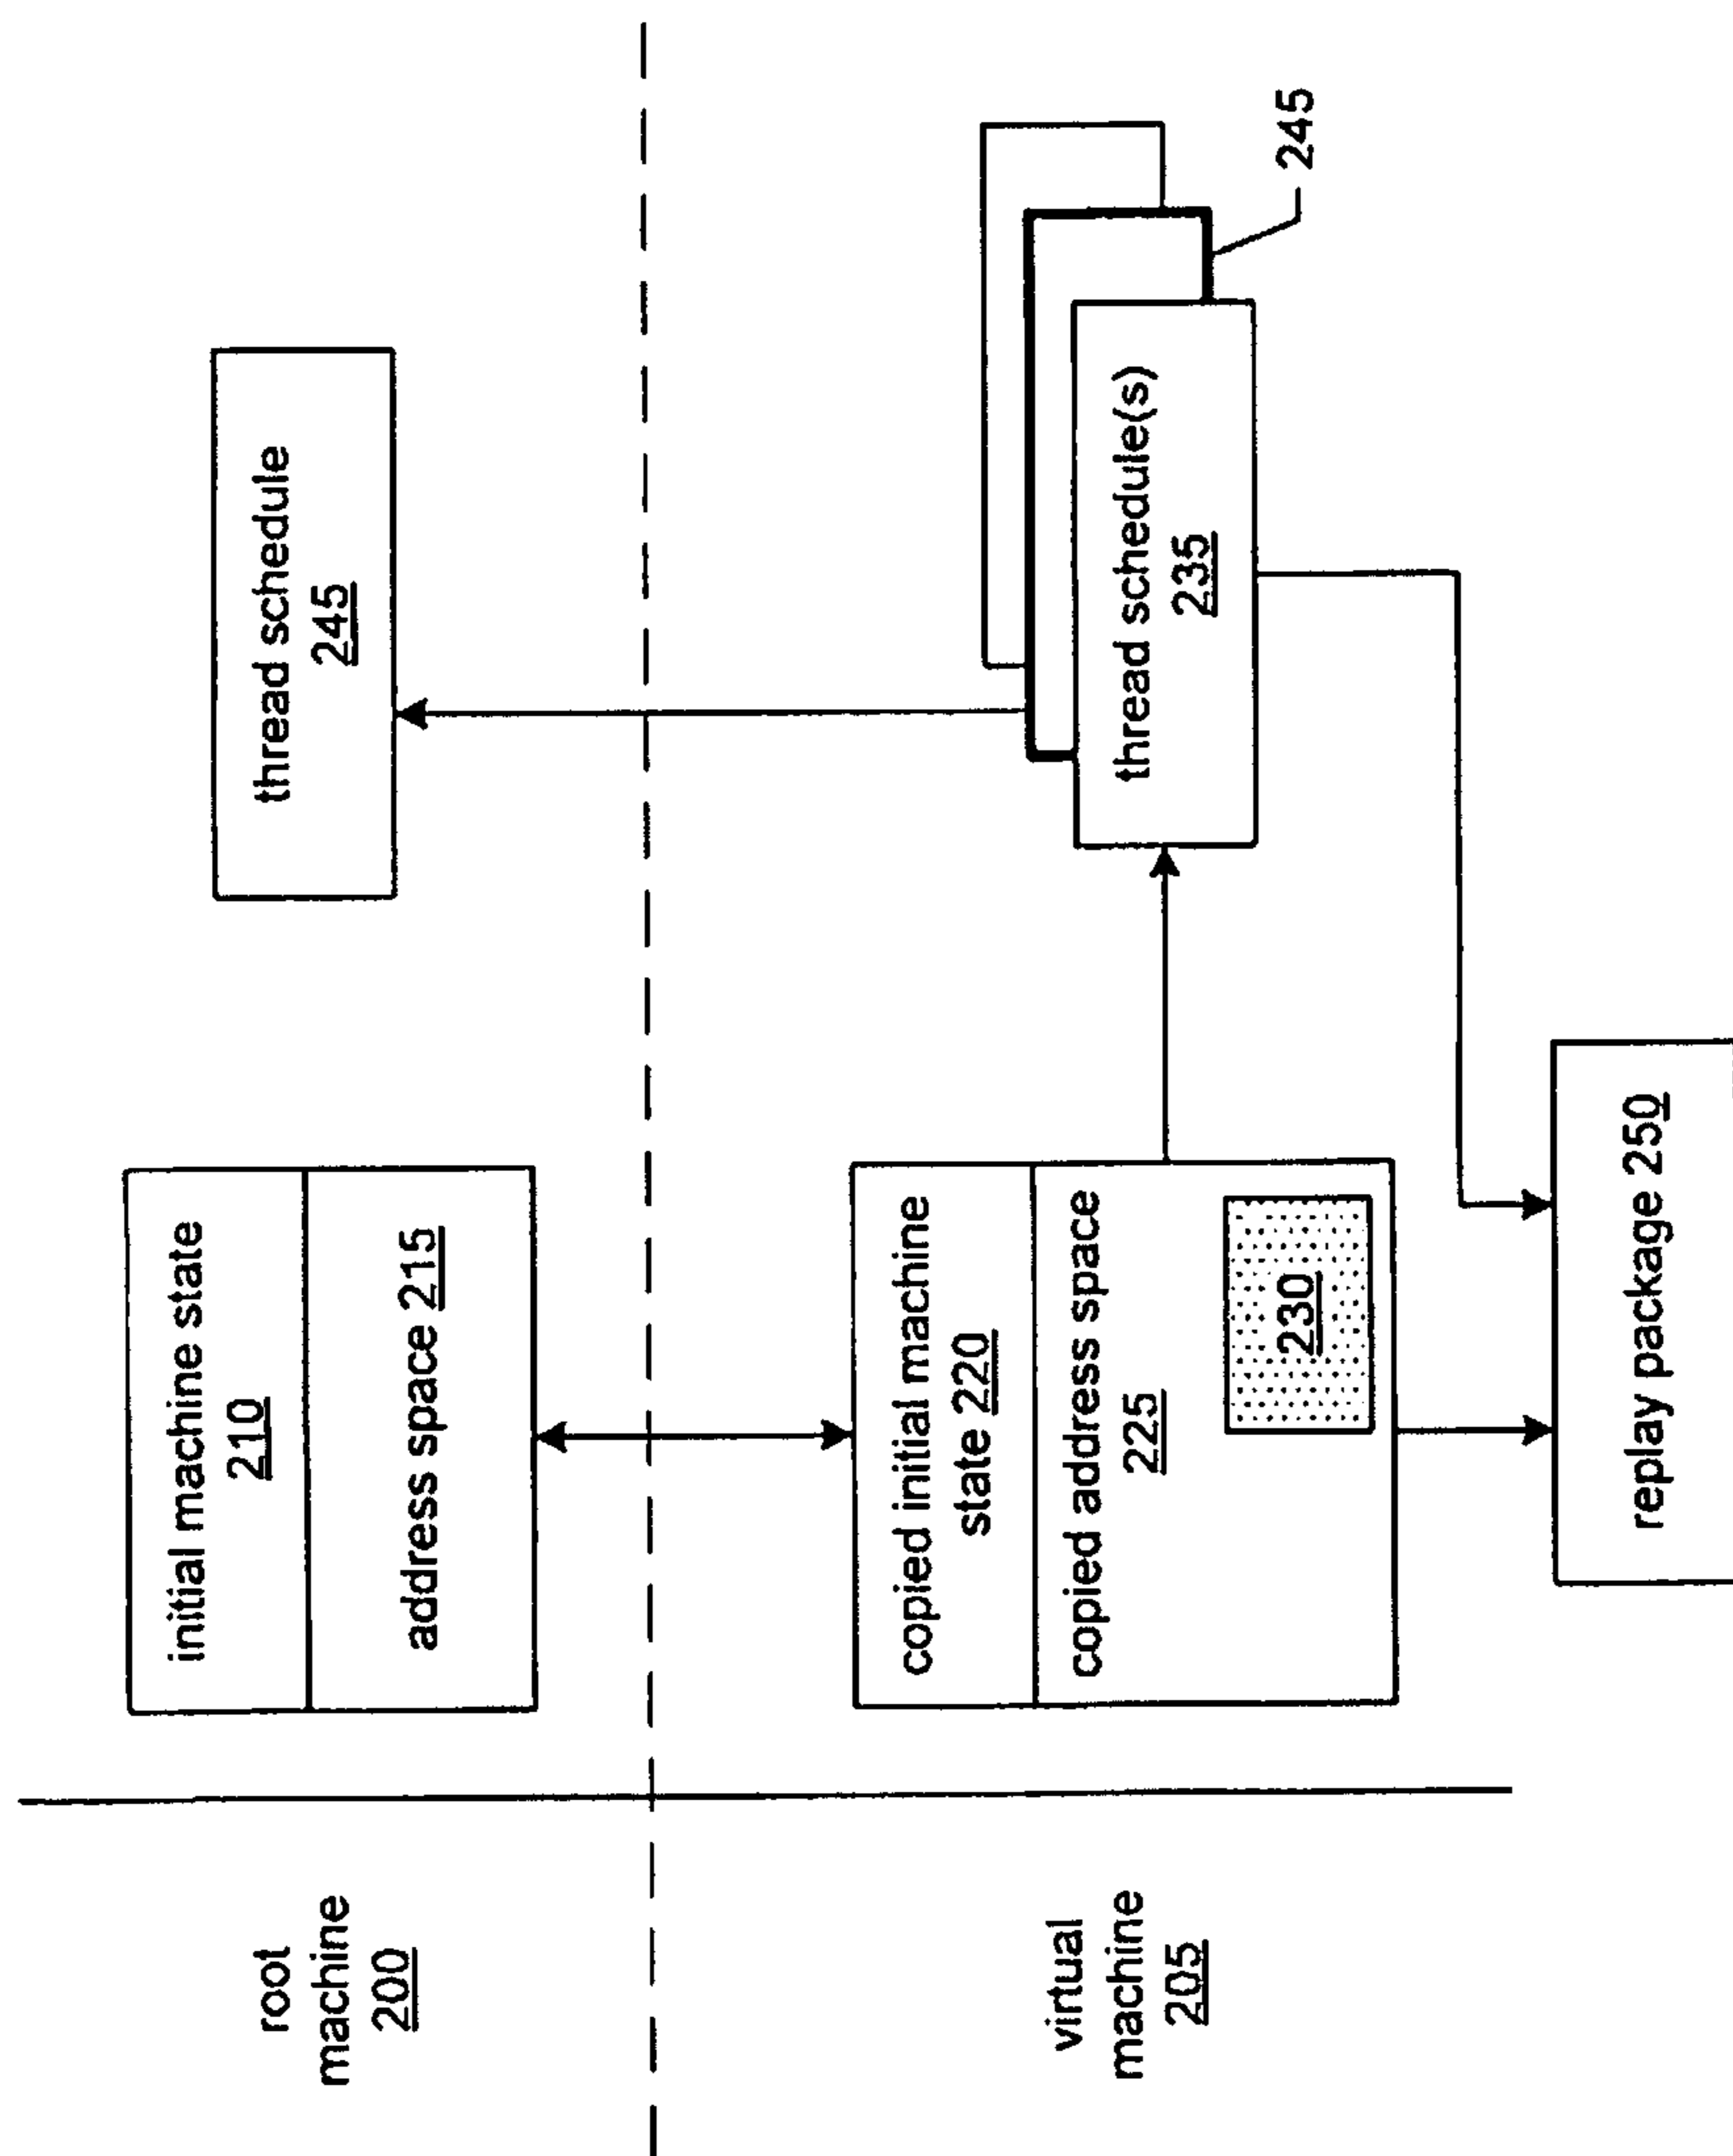 root
machine
200
initial machine state
210
address space 215
thread schedule
245
virtual
machine
205
copied initial machine
state 220
copied address space
225
230
thread schedule(s)
235
245
replay package 250